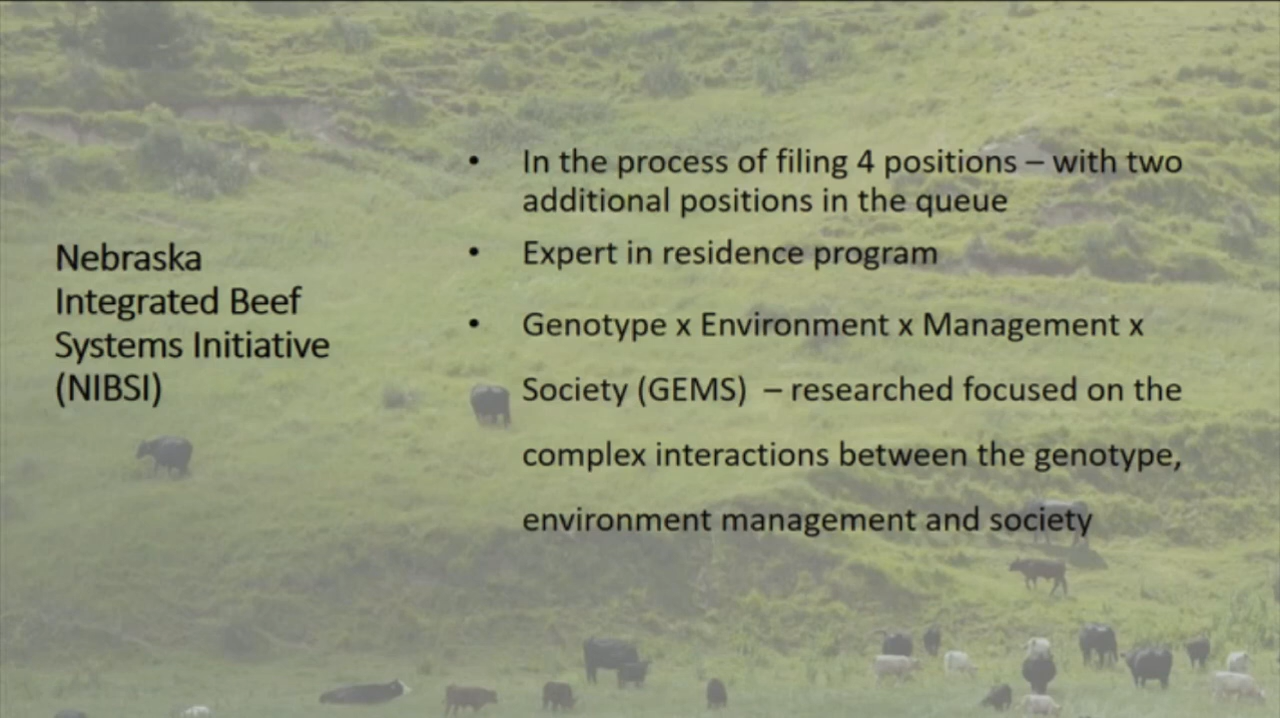 Nebraska
Integrated Beef
Systems Initiative
(NIBSI)
• In the process of filing 4 positions – with two
additional positions in the queue
• Expert in residence program
• Genotype x Environment x Management x
Society (GEMS) – researched focused on the
complex interactions between the genotype,
environment management and society